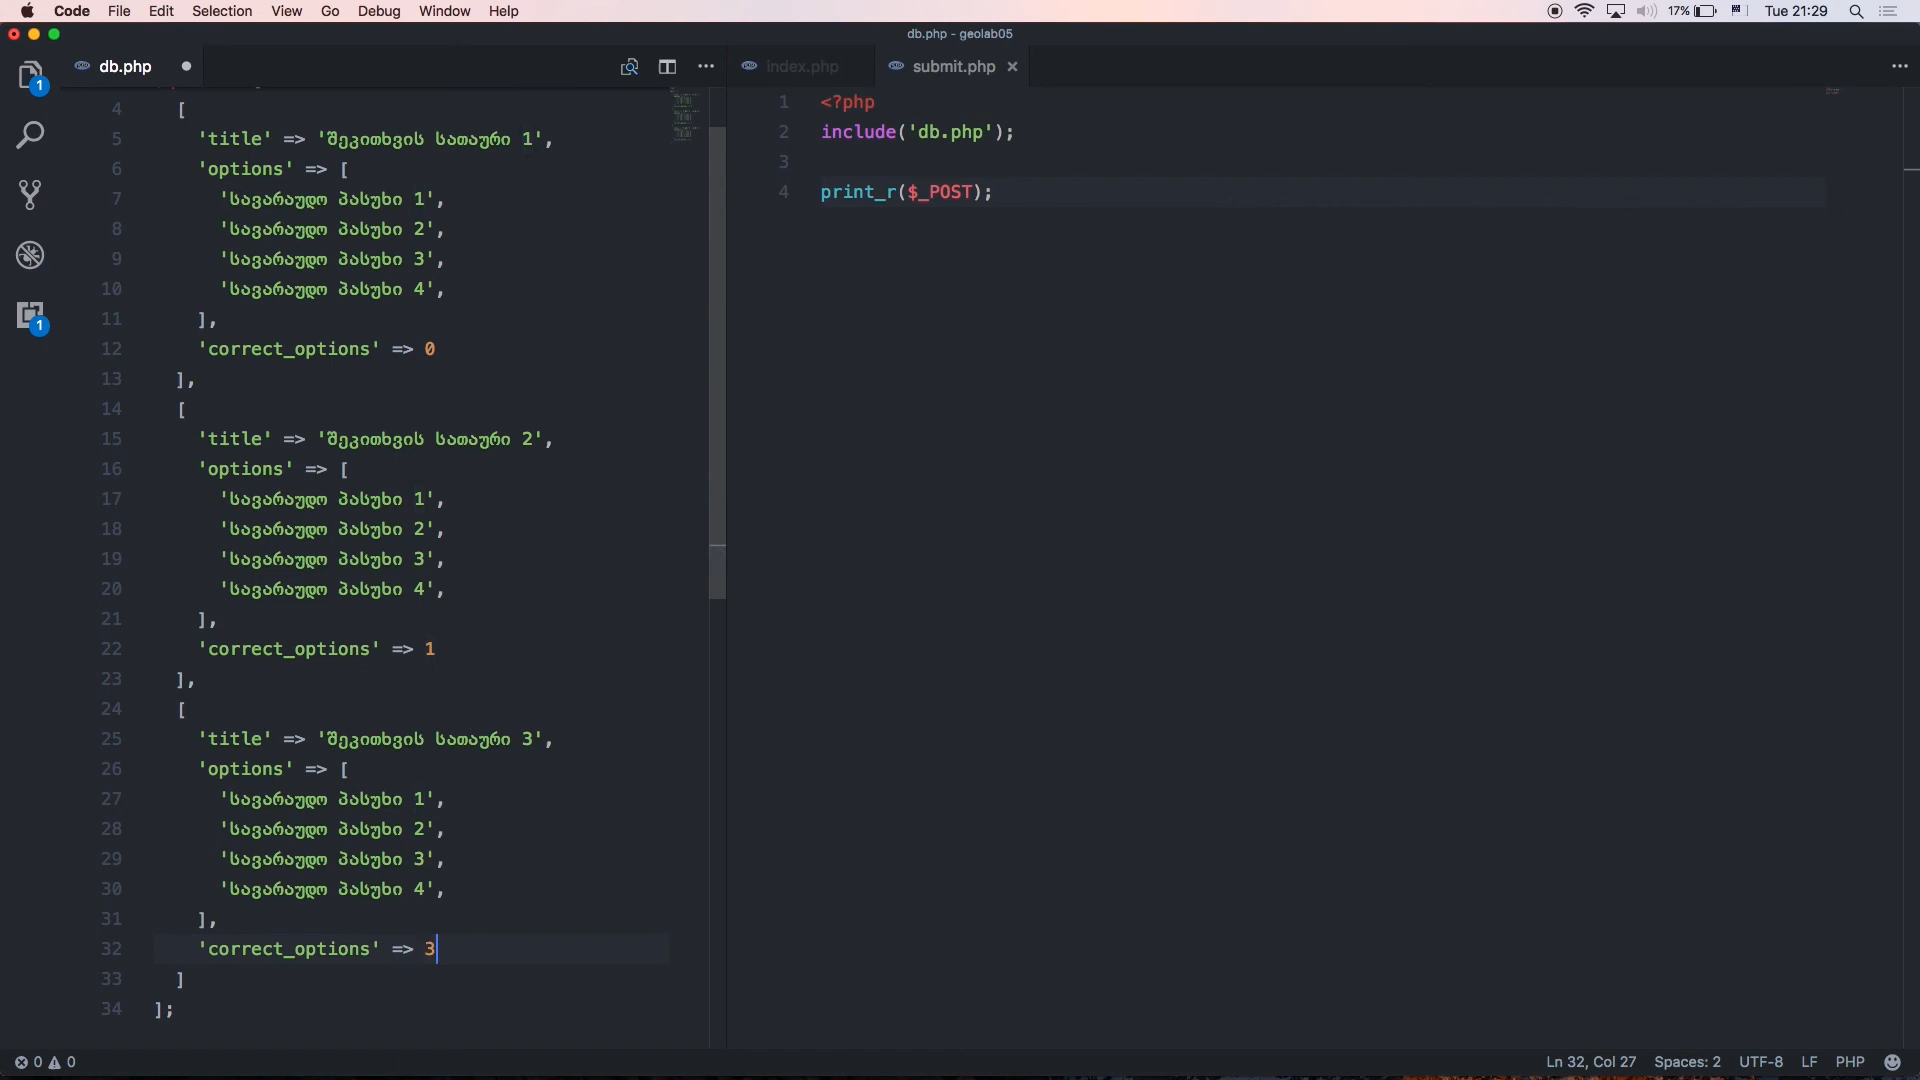 Code File Edit Selection View Go Debug Window Help 17% Tue 21:29
db.php - geolab05
db.php
index.php submit.php
1
1
4 [
5 'title' => 'შეკითხვის სათაური 1',
6 'options' => [
7 'სავარაუდო პასუხი 1',
8 'სავარაუდო პასუხი 2',
9 'სავარაუდო პასუხი 3',
10 'სავარაუდო პასუხი 4',
11 ],
12 'correct_options' => 0
13 ],
14 [
15 'title' => 'შეკითხვის სათაური 2',
16 'options' => [
17 'სავარაუდო პასუხი 1',
18 'სავარაუდო პასუხი 2',
19 'სავარაუდო პასუხი 3',
20 'სავარაუდო პასუხი 4',
21 ],
22 'correct_options' => 1
23 ],
24 [
25 'title' => 'შეკითხვის სათაური 3',
26 'options' => [
27 'სავარაუდო პასუხი 1',
28 'სავარაუდო პასუხი 2',
29 'სავარაუდო პასუხი 3',
30 'სავარაუდო პასუხი 4',
31 ],
32 'correct_options' => 3
33 ]
34 ];
1 <?php
2 include('db.php');
3
4 print_r($_POST);
0 0
Ln 32, Col 27 Spaces: 2 UTF-8 LF PHP